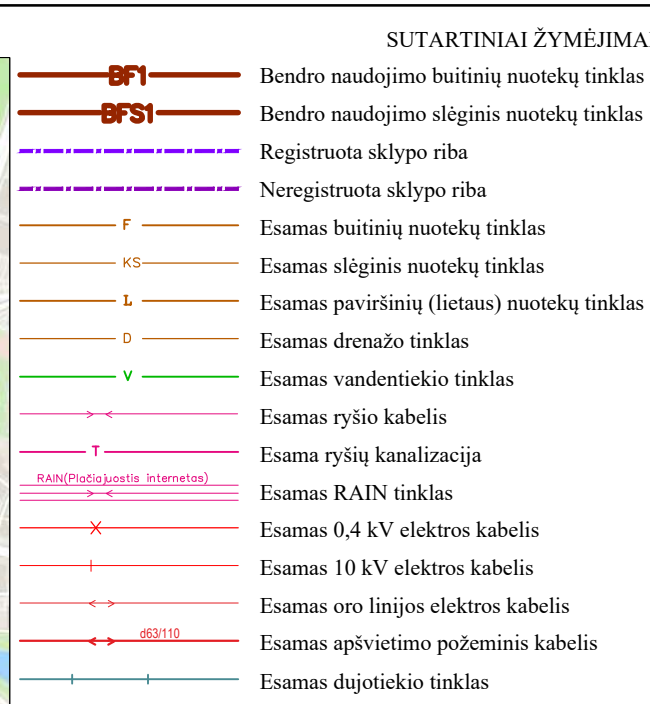 SUTARTINIAI ŽYMĖJIMAI
BF1 Bendro naudojimo buitinių nuotekų tinklas
BFS1 Bendro naudojimo slėginis nuotekų tinklas
Registruota sklypo riba
Neregistruota sklypo riba
F Esamas buitinių nuotekų tinklas
KS Esamas slėginis nuotekų tinklas
L Esamas paviršinių (lietaus) nuotekų tinklas
D Esamas drenažo tinklas
V Esamas vandentiekio tinklas
Esamas ryšio kabelis
T Esama ryšių kanalizacija
RAIN(Plačiajuostis internetas)
Esamas RAIN tinklas
Esamas 0,4 kV elektros kabelis
Esamas 10 kV elektros kabelis
Esamas oro linijos elektros kabelis
d63/110
Esamas apšvietimo požeminis kabelis
Esamas dujotiekio tinklas